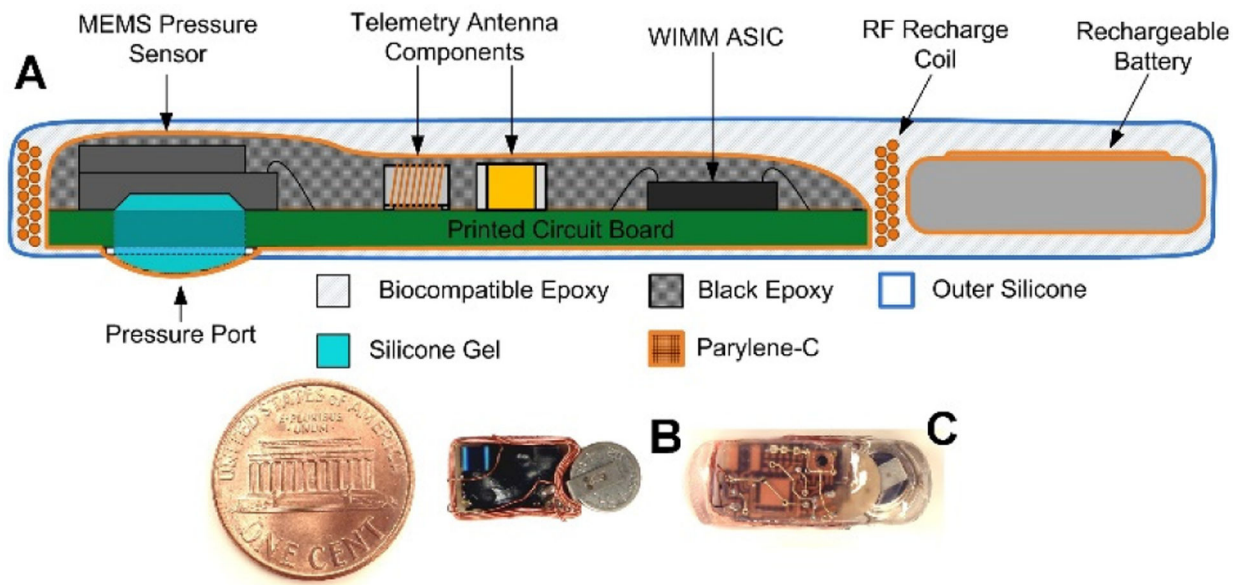 A
MEMS Pressure
Sensor
Telemetry Antenna
Components
WIMM ASIC
RF Recharge
Coil
Rechargeable
Battery
Printed Circuit Board
Pressure Port
Biocompatible Epoxy
Black Epoxy
Outer Silicone
Silicone Gel
Parylene-C
UNITED STATES OF AMERICA
E·PLURIBUS
UNUM
ONE CENT
B
C